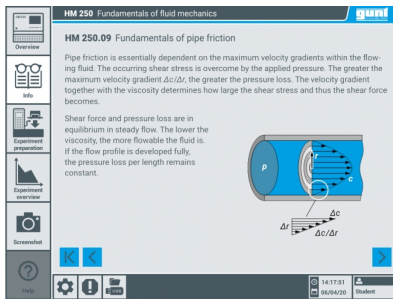 HM 250 Fundamentals of fluid mechanics
gunt
Overview
Info
Experiment
preparation
Experiment
overview
Screenshot
Help
HM 250.09 Fundamentals of pipe friction
Pipe friction is essentially dependent on the maximum velocity gradients within the flow-
ing fluid. The occurring shear stress is overcome by the applied pressure. The greater the
maximum velocity gradient Δc/Δr, the greater the pressure loss. The velocity gradient
together with the viscosity determines how large the shear stress and thus the shear force
becomes.
Shear force and pressure loss are in
equilibrium in steady flow. The lower the
viscosity, the more flowable the fluid is.
If the flow profile is developed fully,
the pressure loss per length remains
constant.
p
r
c
Δc
Δr
Δc/Δr
14:17:51
06/04/20
Student